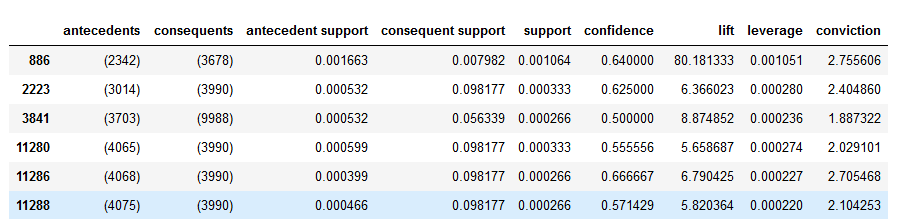 antecedents consequents antecedent support consequent support support confidence lift leverage conviction
886 (2342) (3678) 0.001663 0.007982 0.001064 0.640000 80.181333 0.001051 2.755606
2223 (3014) (3990) 0.000532 0.098177 0.000333 0.625000 6.366023 0.000280 2.404860
3841 (3703) (9988) 0.000532 0.056339 0.000266 0.500000 8.874852 0.000236 1.887322
11280 (4065) (3990) 0.000599 0.098177 0.000333 0.555556 5.658687 0.000274 2.029101
11286 (4068) (3990) 0.000399 0.098177 0.000266 0.666667 6.790425 0.000227 2.705468
11288 (4075) (3990) 0.000466 0.098177 0.000266 0.571429 5.820364 0.000220 2.104253